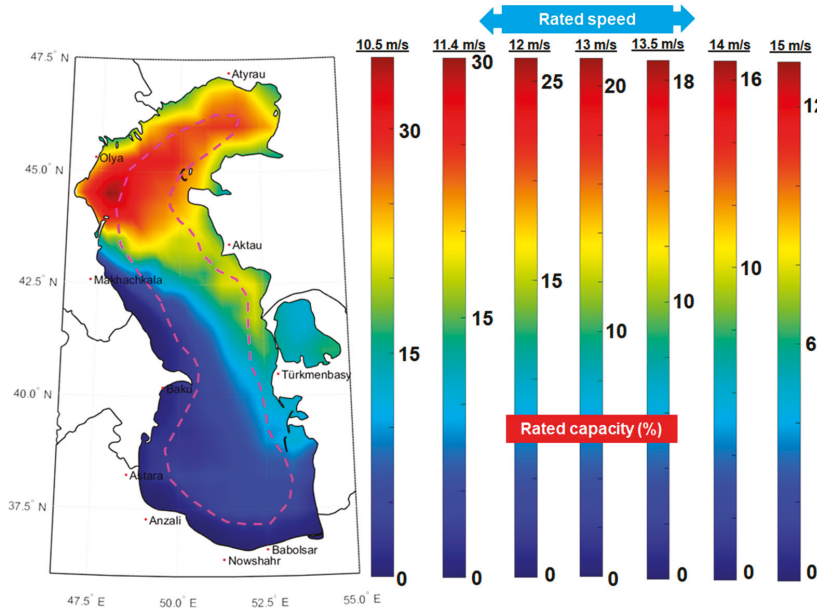 Rated speed
10.5 m/s 11.4 m/s 12 m/s 13 m/s 13.5 m/s 14 m/s 15 m/s
47.5° N
45.0° N
42.5° N
40.0° N
37.5° N
Atyrau
Olya
Aktau
Makhachkala
Türkmenbasy
Baku
Astara
Anzali
Babolsar
Nowshahr
47.5° E 50.0° E 52.5° E 55.0° E
30
15
0
30
15
0
25
15
0
20
10
0
18
10
0
16
10
0
12
6
0
Rated capacity (%)